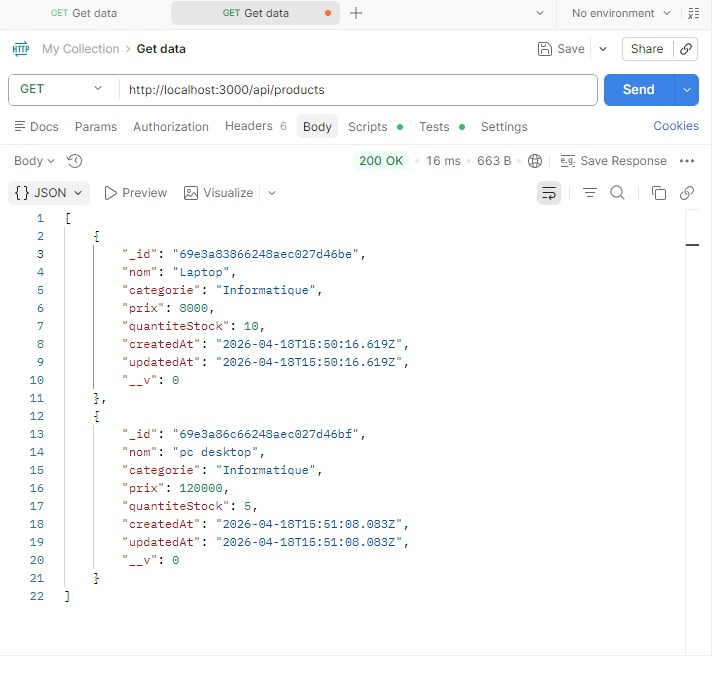 GET Get data GET Get data No environment
HTTP My Collection > Get data Save Share
GET http://localhost:3000/api/products Send
Docs Params Authorization Headers 6 Body Scripts Tests Settings Cookies
Body 200 OK 16 ms 663 B e.g. Save Response
{} JSON Preview Visualize
1 [
2 {
3 "_id": "69e3a83866248aec027d46be",
4 "nom": "Laptop",
5 "categorie": "Informatique",
6 "prix": 8000,
7 "quantiteStock": 10,
8 "createdAt": "2026-04-18T15:50:16.619Z",
9 "updatedAt": "2026-04-18T15:50:16.619Z",
10 "__v": 0
11 },
12 {
13 "_id": "69e3a86c66248aec027d46bf",
14 "nom": "pc desktop",
15 "categorie": "Informatique",
16 "prix": 120000,
17 "quantiteStock": 5,
18 "createdAt": "2026-04-18T15:51:08.083Z",
19 "updatedAt": "2026-04-18T15:51:08.083Z",
20 "__v": 0
21 }
22 ]